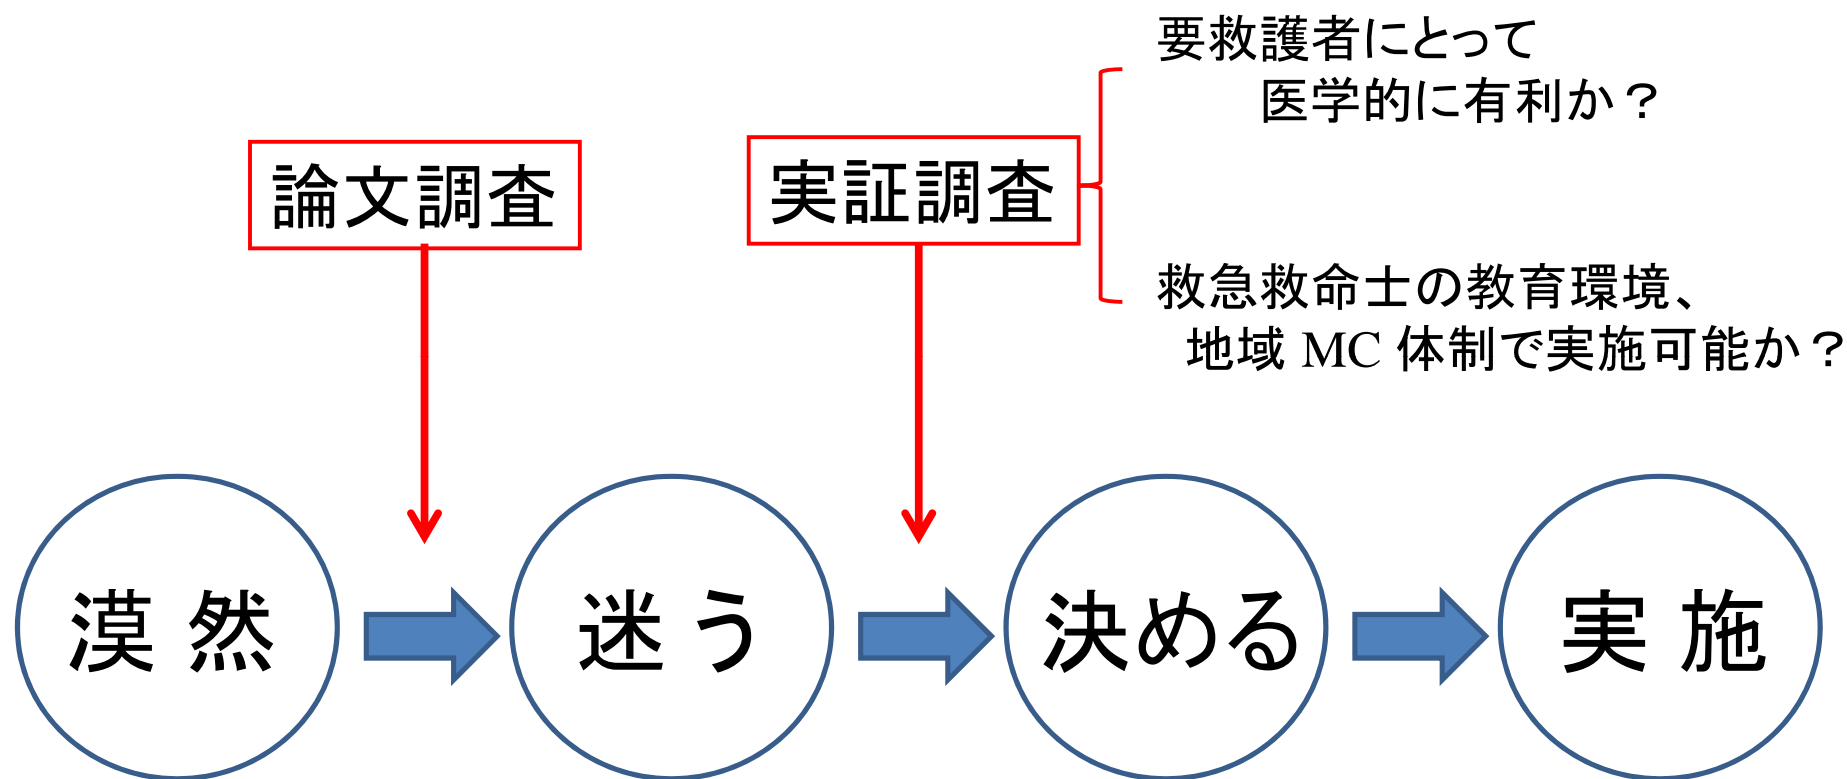 要救護者にとって
医学的に有利か？
論文調査
実証調査
救急救命士の教育環境、
地域 MC 体制で実施可能か？
漠 然
迷 う
決める
実 施